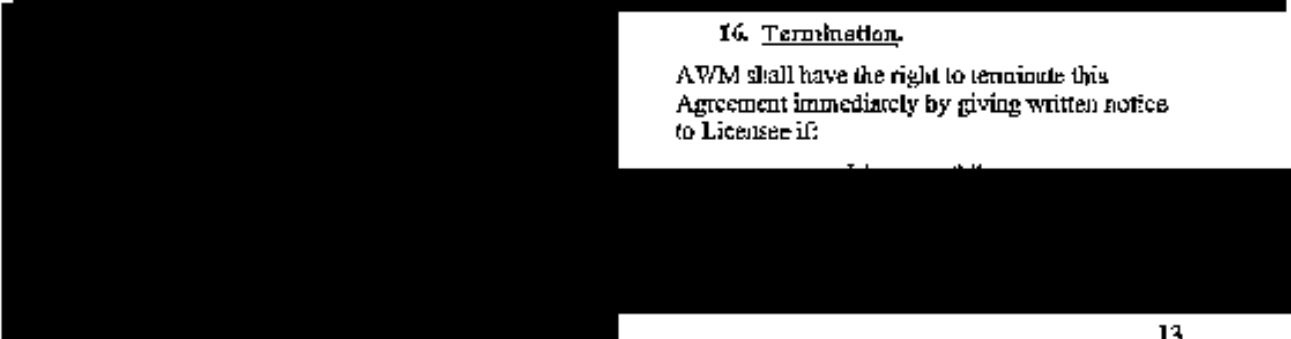 16. Termination.
AWM shall have the right to terminate this
Agreement immediately by giving written notice
to Licensee if:
13